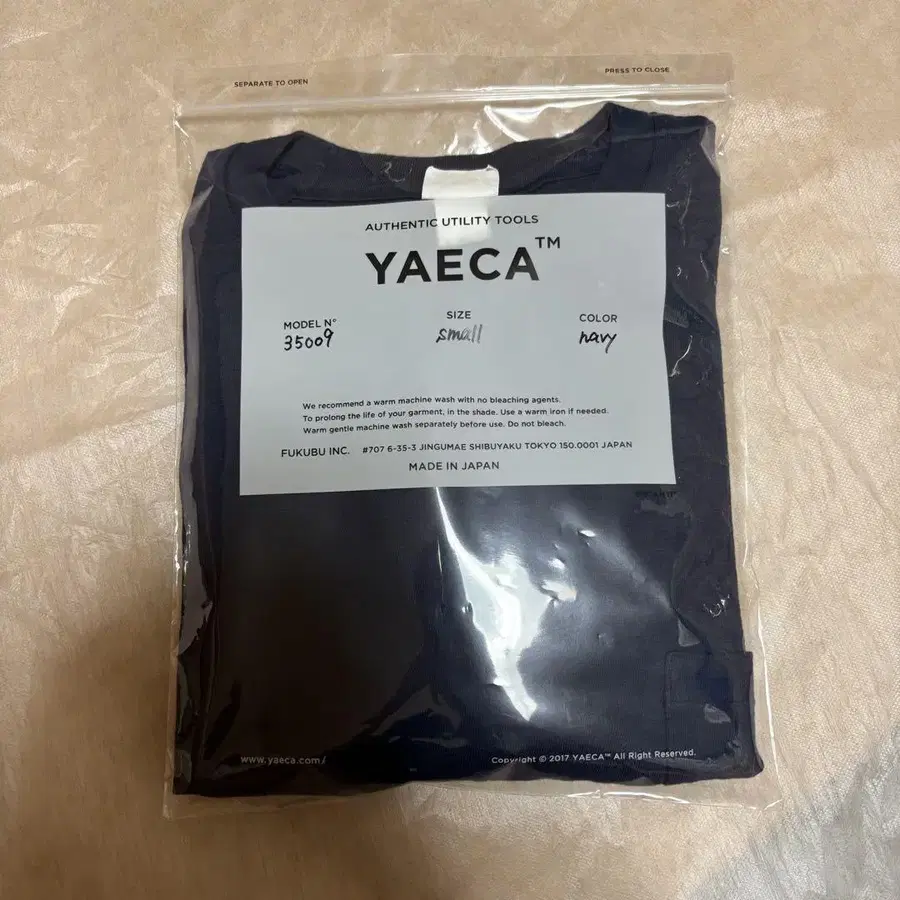 SEPARATE TO OPEN
PRESS TO CLOSE
AUTHENTIC UTILITY TOOLS
YAECA™
MODEL N° SIZE COLOR
35009 small navy
We recommend a warm machine wash with no bleaching agents.
To prolong the life of your garment, in the shade. Use a warm iron if needed.
Warm gentle machine wash separately before use. Do not bleach.
FUKUBU INC. #707 6-35-3 JINGUMAE SHIBUYAKU TOKYO 150.0001 JAPAN
MADE IN JAPAN
www.yaeca.com/
Copyright © 2017 YAECA™ All Right Reserved.